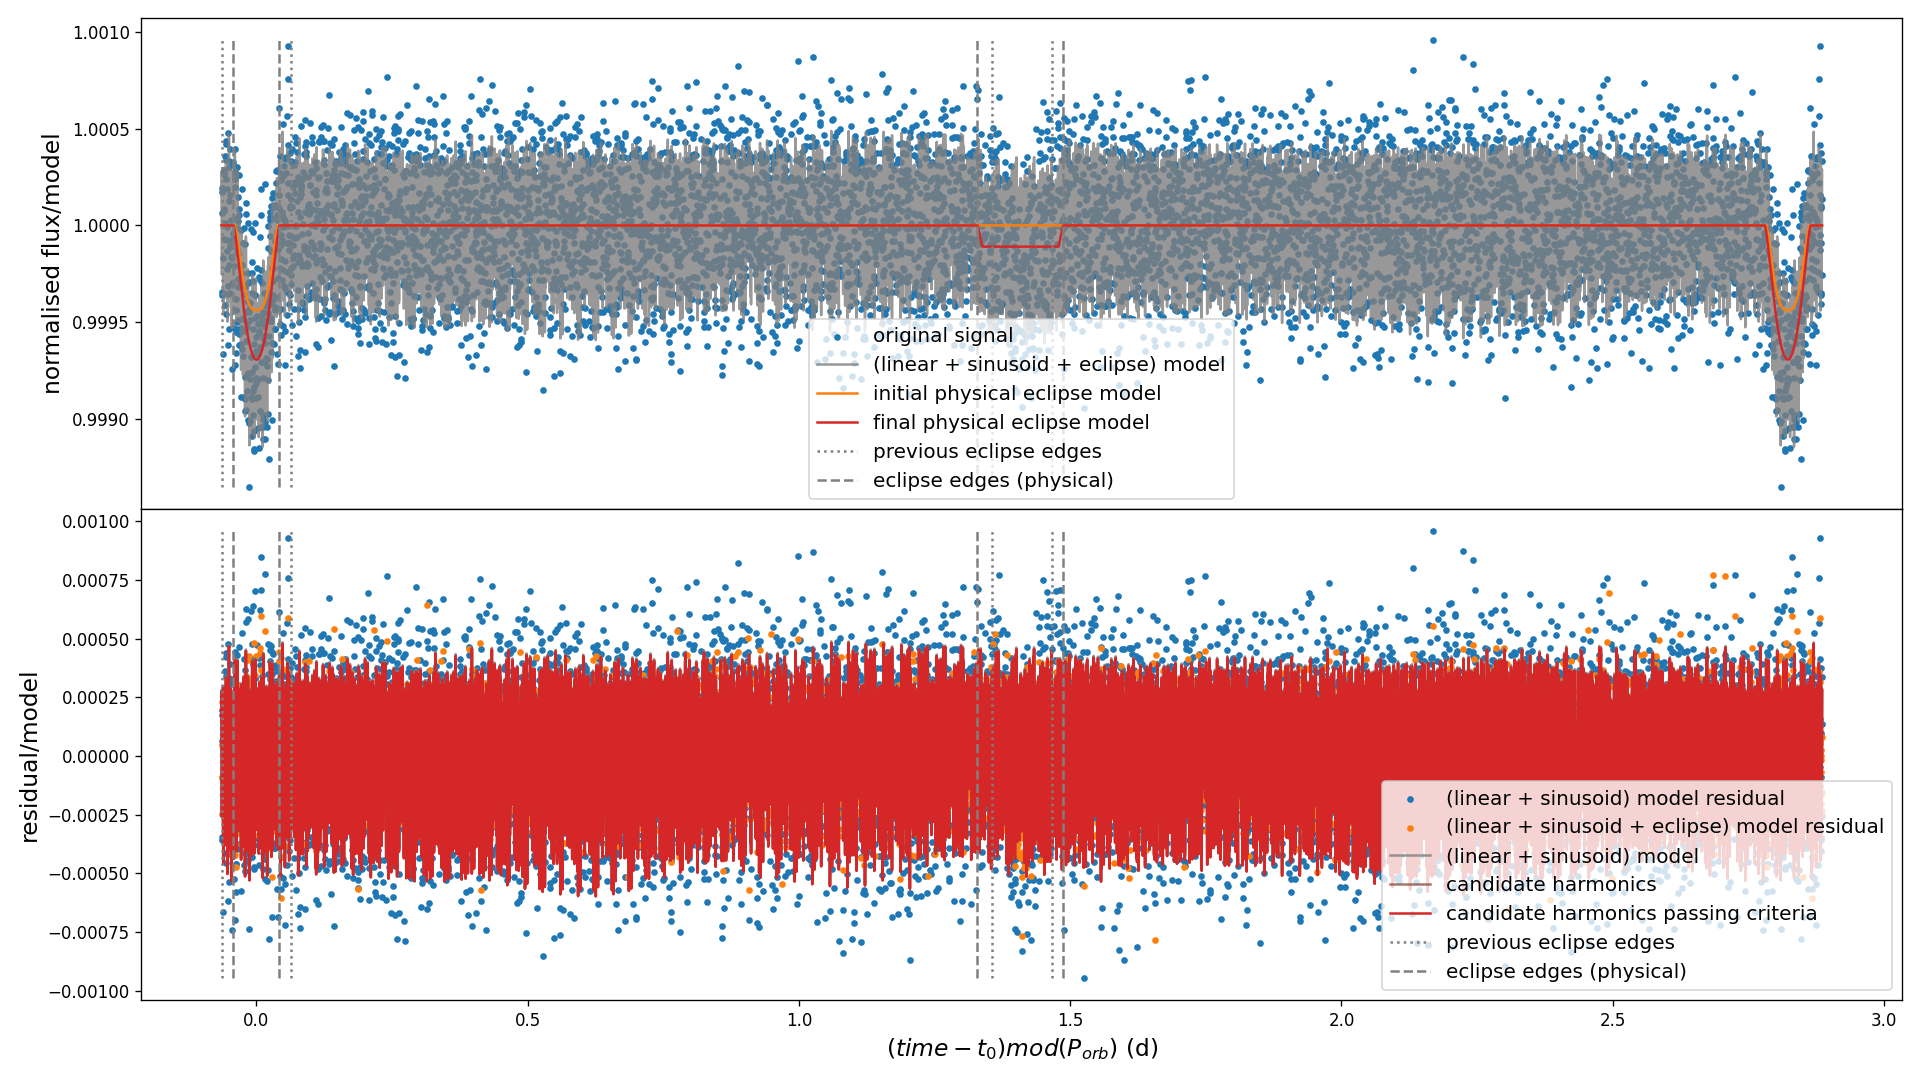 1.0010
1.0005
1.0000
0.9995
0.9990
normalised flux/model
original signal
(linear + sinusoid + eclipse) model
initial physical eclipse model
final physical eclipse model
previous eclipse edges
eclipse edges (physical)
0.00100
0.00075
0.00050
0.00025
0.00000
−0.00025
−0.00050
−0.00075
−0.00100
residual/model
(linear + sinusoid) model residual
(linear + sinusoid + eclipse) model residual
(linear + sinusoid) model
candidate harmonics
candidate harmonics passing criteria
previous eclipse edges
eclipse edges (physical)
0.0 0.5 1.0 1.5 2.0 2.5 3.0
(time − t₀)mod(Pₒᵣb) (d)